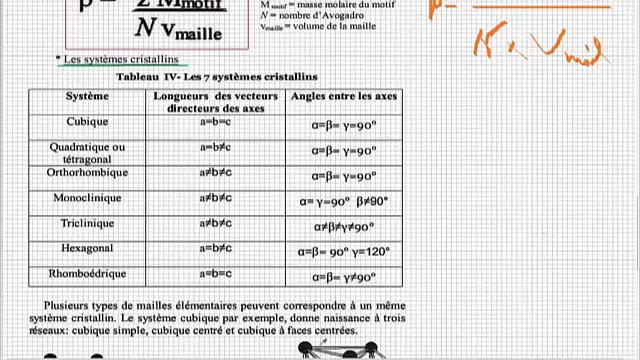 ρ = Σ M motif
N v maille
M motif = masse molaire du motif
N = nombre d'Avogadro
v maille = volume de la maille
N × V mail
* Les systèmes cristallins
Tableau IV- Les 7 systèmes cristallins
Système Longueurs des vecteurs directeurs des axes Angles entre les axes
Cubique a=b=c α=β= γ=90°
Quadratique ou tétragonal a=b≠c α=β= γ=90°
Orthorhombique a≠b≠c α=β= γ=90°
Monoclinique a≠b≠c α= γ=90° β≠90°
Triclinique a≠b≠c α≠β≠γ≠90°
Hexagonal a=b≠c α=β= 90° γ=120°
Rhomboédrique a=b=c α=β= γ≠90°
Plusieurs types de mailles élémentaires peuvent correspondre à un même
système cristallin. Le système cubique par exemple, donne naissance à trois
réseaux: cubique simple, cubique centré et cubique à faces centrées.